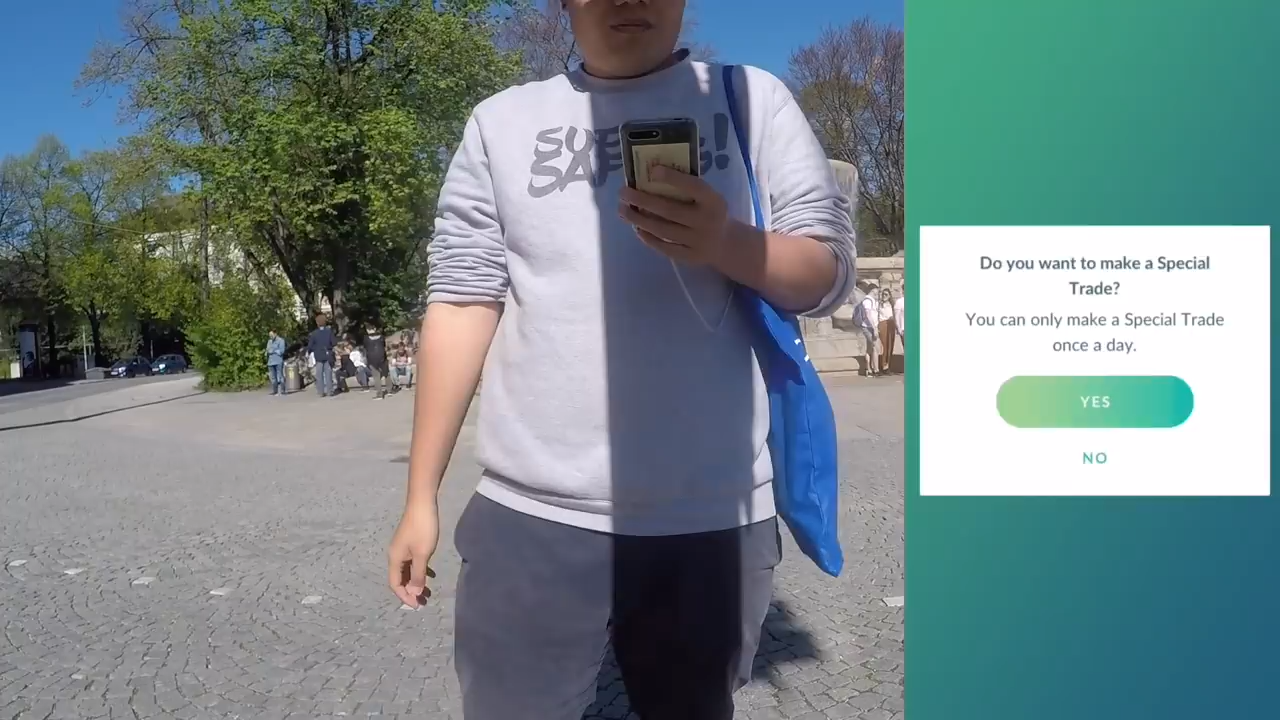 Do you want to make a Special
Trade?
You can only make a Special Trade
once a day.
YES
NO